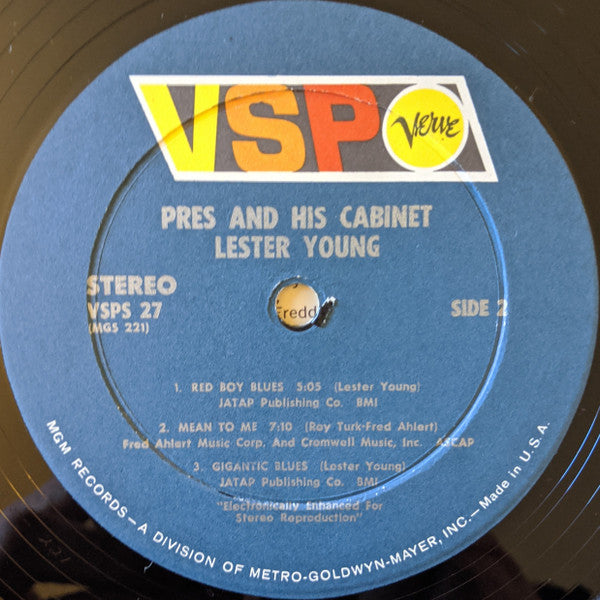 VSP Verve
PRES AND HIS CABINET
LESTER YOUNG
STEREO
VSPS 27
(MGS 221)
SIDE 2
Fredd
1. RED BOY BLUES 5:05 (Lester Young)
JATAP Publishing Co. BMI
2. MEAN TO ME 7:10 (Roy Turk-Fred Ahlert)
Fred Ahlert Music Corp. And Cromwell Music, Inc. ASCAP
3. GIGANTIC BLUES (Lester Young)
JATAP Publishing Co. BMI
"Electronically Enhanced For
Stereo Reproduction"
MGM RECORDS—A DIVISION OF METRO-GOLDWYN-MAYER, INC.—Made in U.S.A.